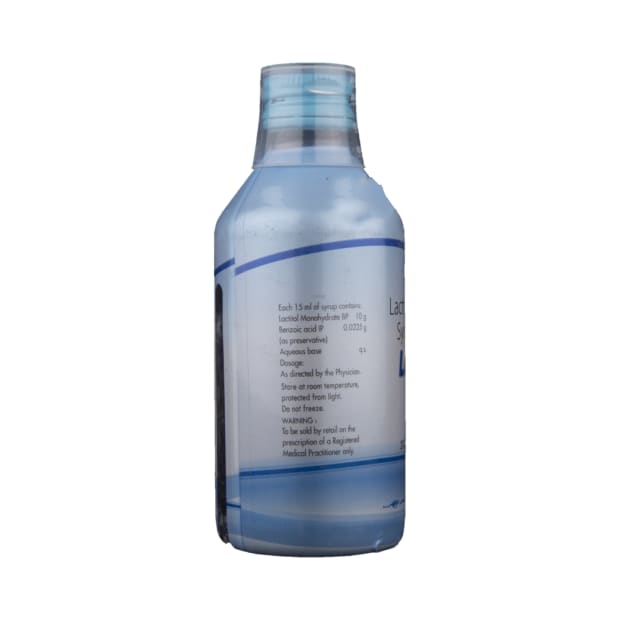 Each 15 ml of syrup contains:
Lactitol Monohydrate BP 10 g
Benzoic acid IP 0.0225 g
(as preservative)
Aqueous base q.s.
Dosage:
As directed by the Physician.
Store at room temperature,
protected from light.
Do not freeze.
WARNING :
To be sold by retail on the
prescription of a Registered
Medical Practitioner only.
Lact
Sy